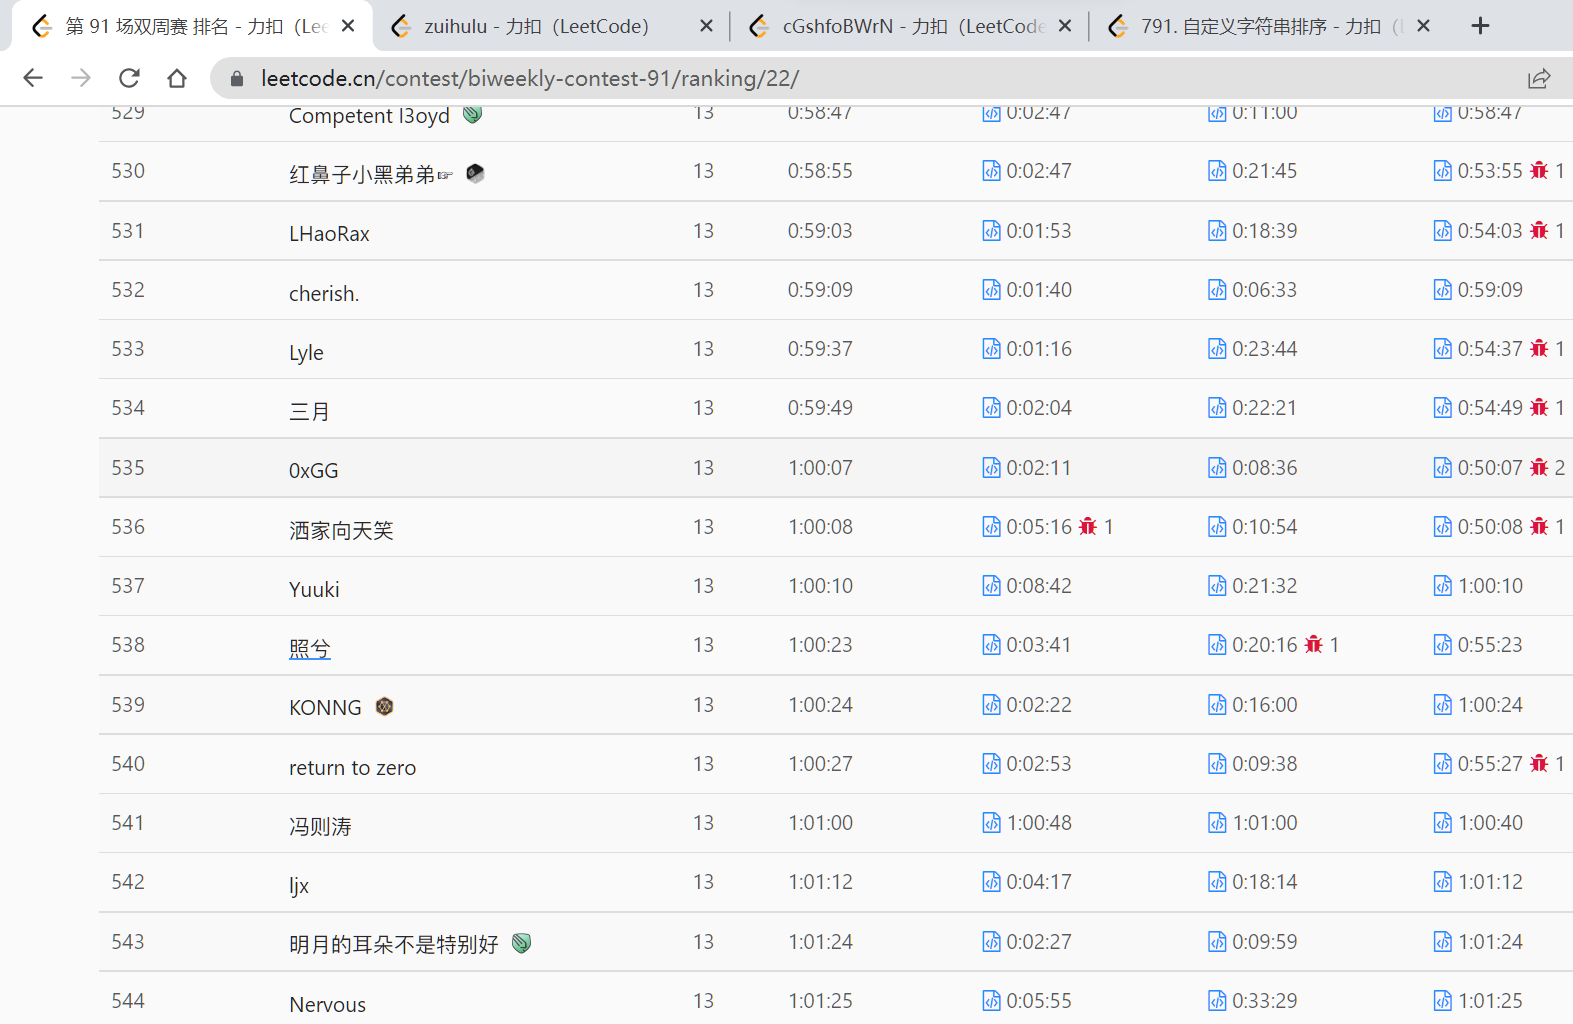 第 91 场双周赛 排名 - 力扣（Lee
zuihulu - 力扣（LeetCode）
cGshfoBWrN - 力扣（LeetCode
791. 自定义字符串排序 - 力扣（l
leetcode.cn/contest/biweekly-contest-91/ranking/22/
529 Competent l3oyd 13 0:58:47 0:02:47 0:11:00 0:58:47
530 红鼻子小黑弟弟☞ 13 0:58:55 0:02:47 0:21:45 0:53:55 1
531 LHaoRax 13 0:59:03 0:01:53 0:18:39 0:54:03 1
532 cherish. 13 0:59:09 0:01:40 0:06:33 0:59:09
533 Lyle 13 0:59:37 0:01:16 0:23:44 0:54:37 1
534 三月 13 0:59:49 0:02:04 0:22:21 0:54:49 1
535 0xGG 13 1:00:07 0:02:11 0:08:36 0:50:07 2
536 洒家向天笑 13 1:00:08 0:05:16 1 0:10:54 0:50:08 1
537 Yuuki 13 1:00:10 0:08:42 0:21:32 1:00:10
538 照兮 13 1:00:23 0:03:41 0:20:16 1 0:55:23
539 KONNG 13 1:00:24 0:02:22 0:16:00 1:00:24
540 return to zero 13 1:00:27 0:02:53 0:09:38 0:55:27 1
541 冯则涛 13 1:01:00 1:00:48 1:01:00 1:00:40
542 ljx 13 1:01:12 0:04:17 0:18:14 1:01:12
543 明月的耳朵不是特别好 13 1:01:24 0:02:27 0:09:59 1:01:24
544 Nervous 13 1:01:25 0:05:55 0:33:29 1:01:25